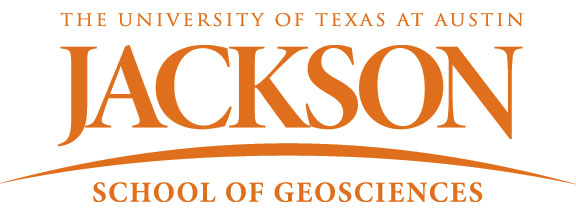 THE UNIVERSITY OF TEXAS AT AUSTIN
JACKSON
SCHOOL OF GEOSCIENCES